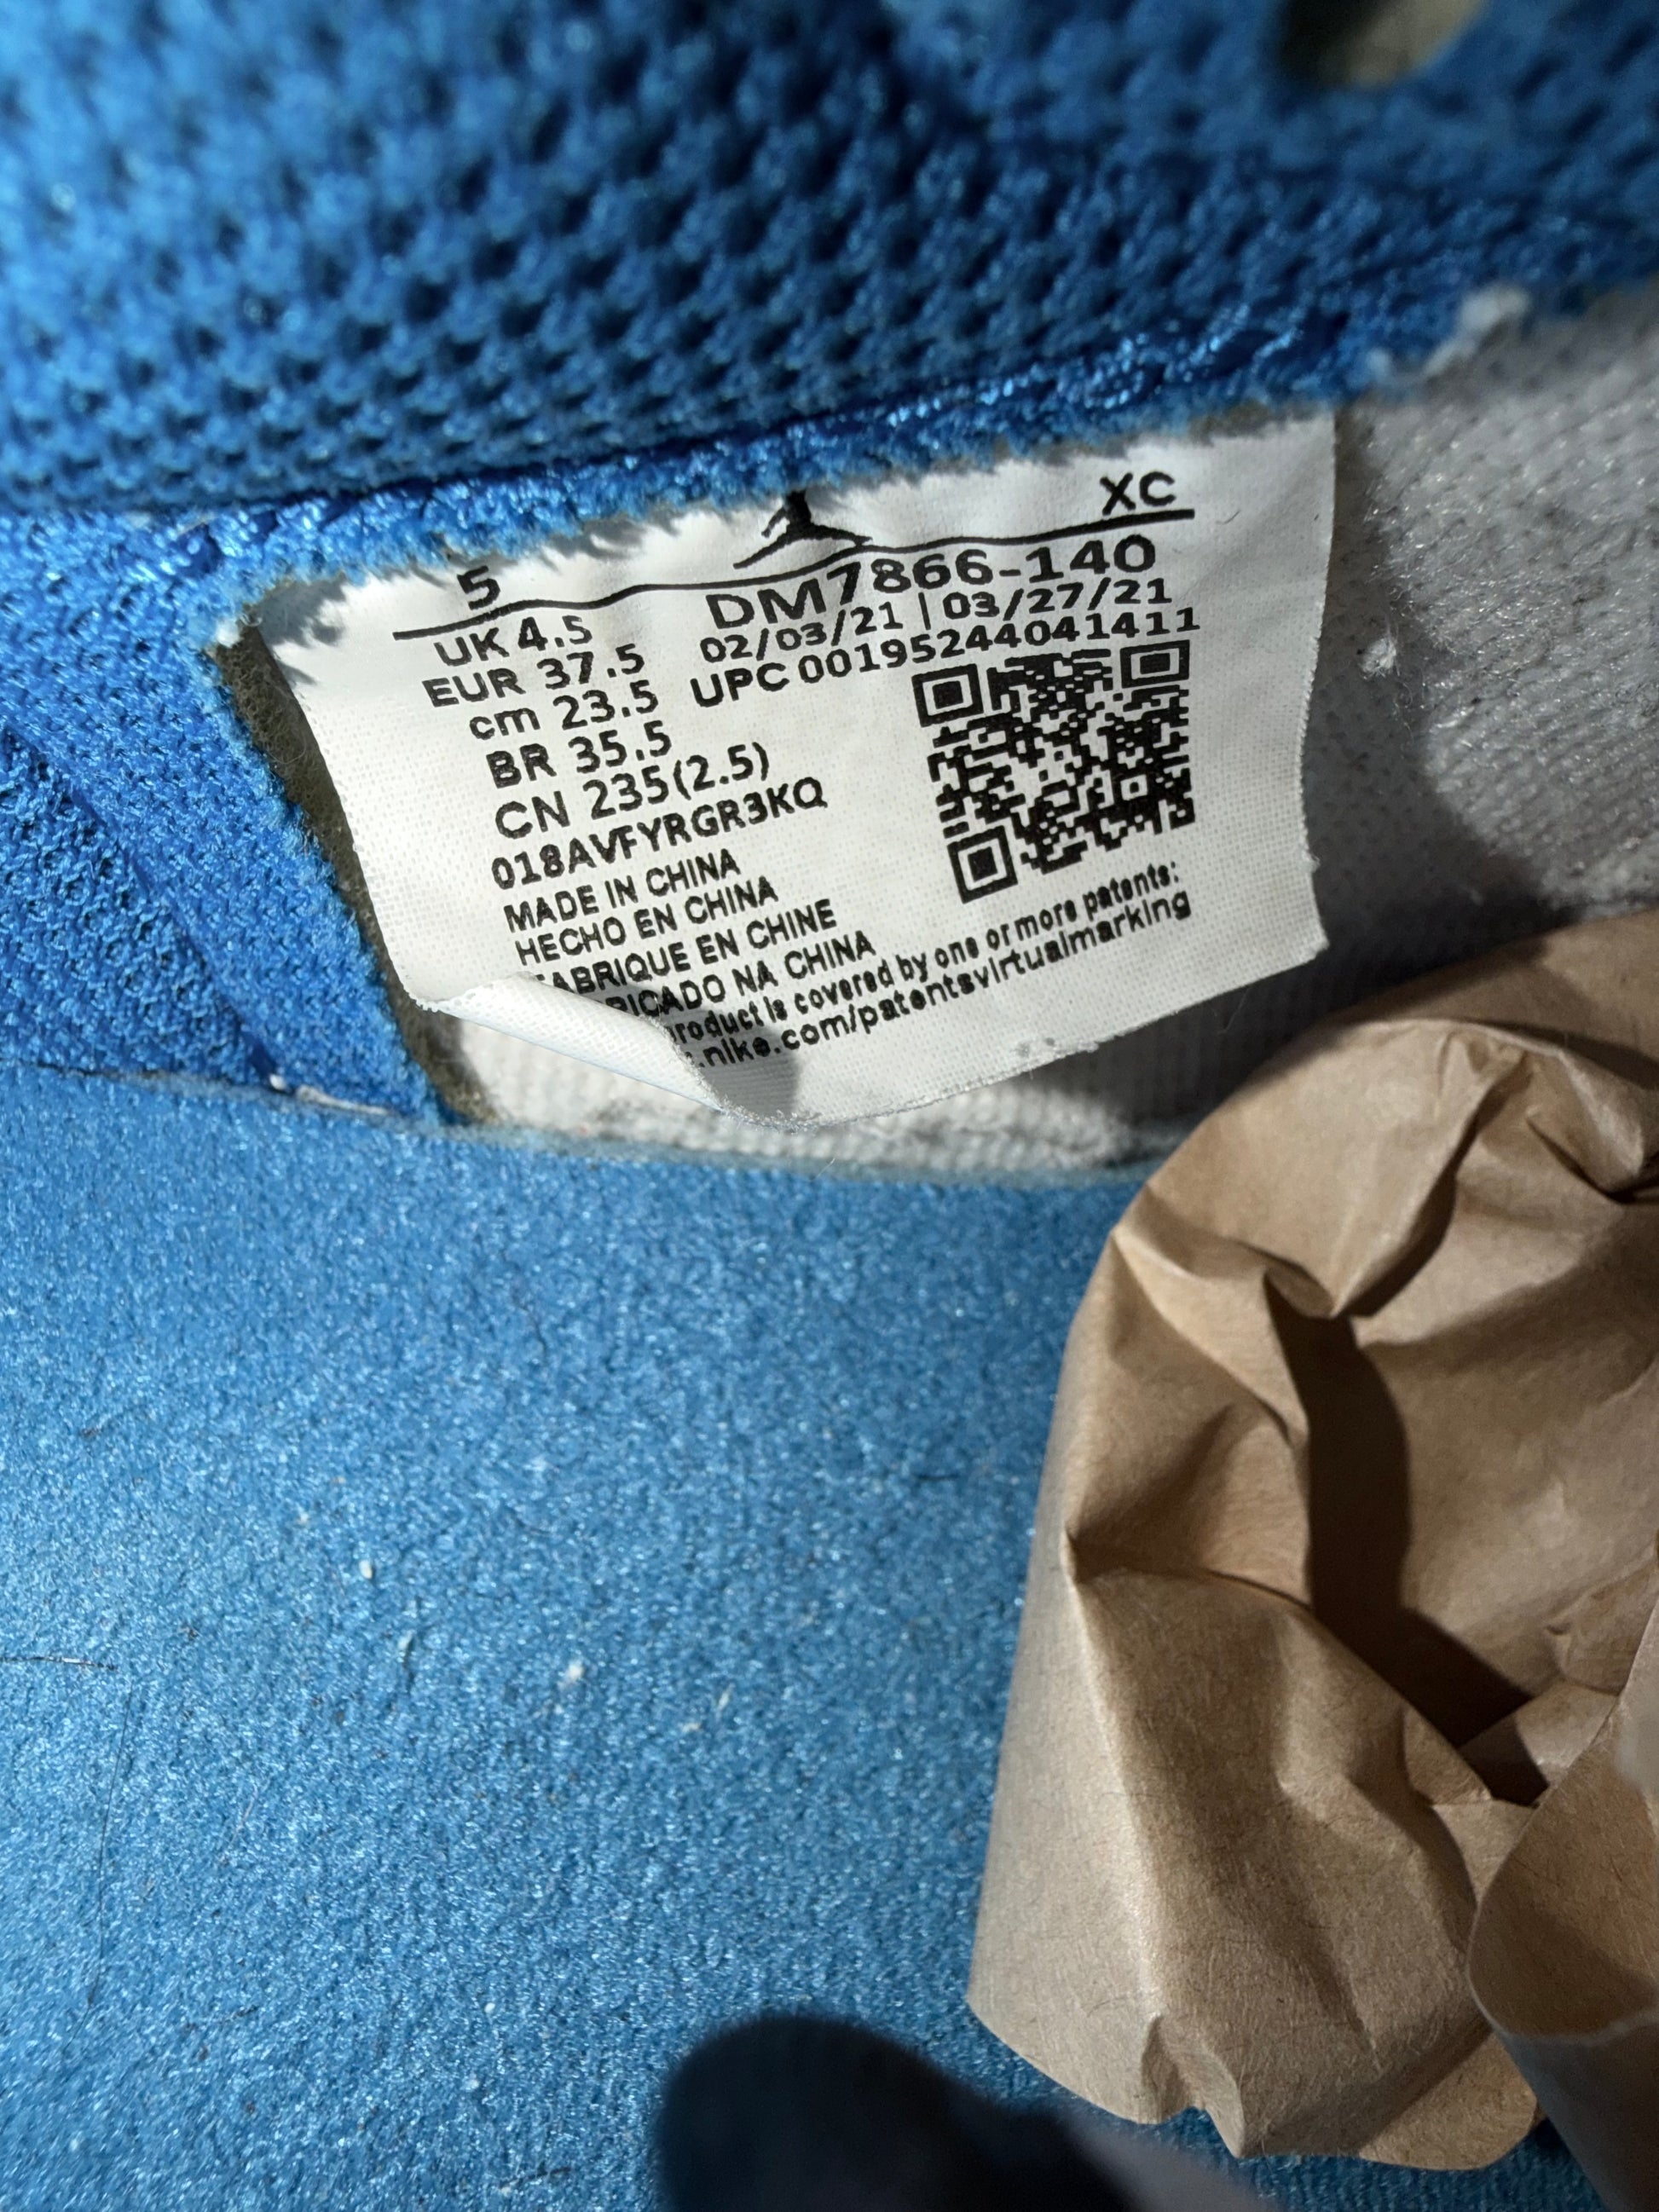 5 XC
UK 4.5 DM7866-140
EUR 37.5 02/03/21 | 03/27/21
cm 23.5 UPC 00195244041411
BR 35.5
CN 235(2.5)
018AVFYRGR3KQ
MADE IN CHINA
HECHO EN CHINA
FABRIQUE EN CHINE
RICADO NA CHINA
product is covered by one or more patents:
.nike.com/patentsvirtualmarking